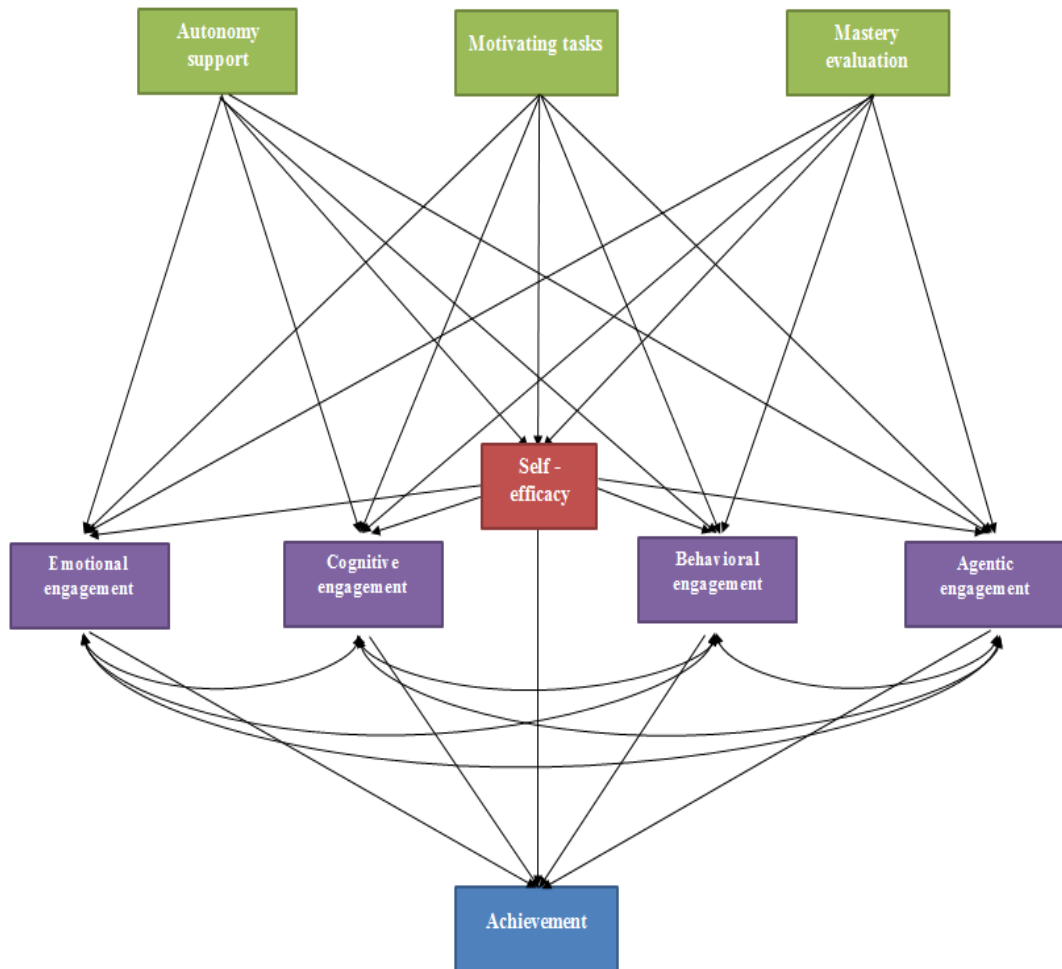 Autonomy
support
Motivating tasks
Mastery
evaluation
Self -
efficacy
Emotional
engagement
Cognitive
engagement
Behavioral
engagement
Agentic
engagement
Achievement